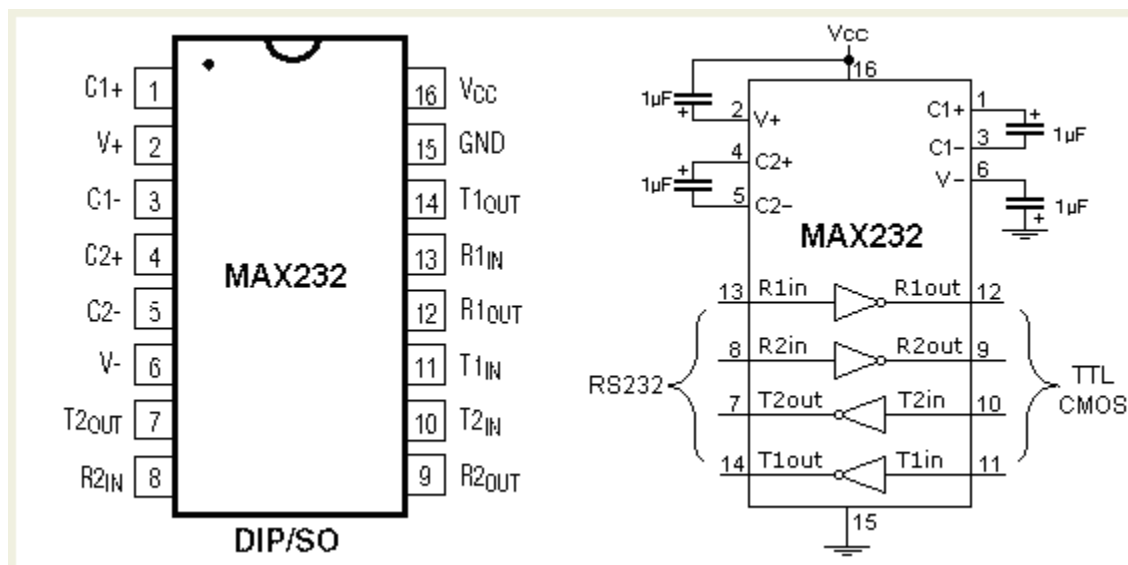 C1+ 1
V+ 2
C1- 3
C2+ 4
C2- 5
V- 6
T2OUT 7
R2IN 8
MAX232
16 VCC
15 GND
14 T1OUT
13 R1IN
12 R1OUT
11 T1IN
10 T2IN
9 R2OUT
DIP/SO
Vcc
16
1µF + 2 V+
4 C2+
1µF +
5 C2-
C1+ 1
C1- 3
+ 1µF
V- 6
+ 1µF
MAX232
13 R1in R1out 12
8 R2in R2out 9
RS232
7 T2out T2in 10
TTL
CMOS
14 T1out T1in 11
15